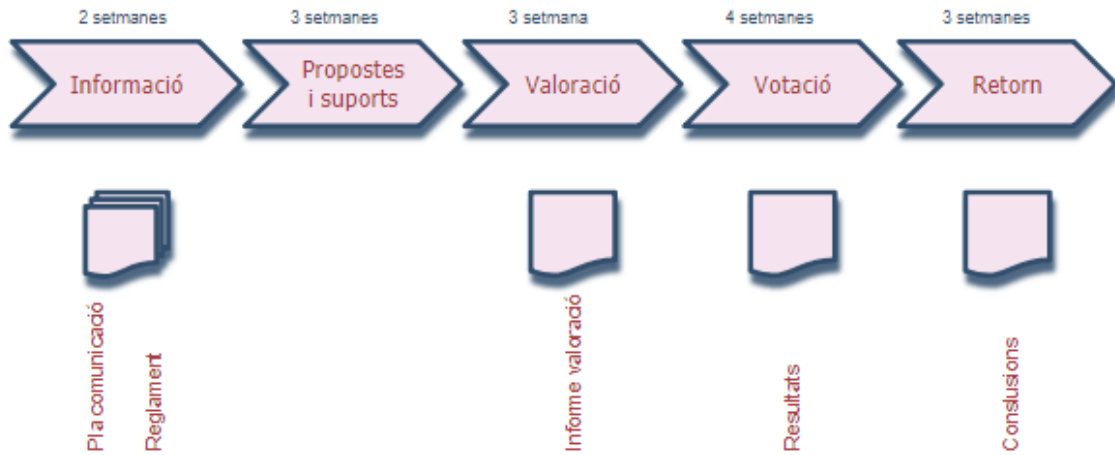 2 setmanes
3 setmanes
3 setmana
4 setmanes
3 setmanes
Informació
Propostes
i suports
Valoració
Votació
Retorn
Pla comunicació
Reglament
Informe valoració
Resultats
Conslusions